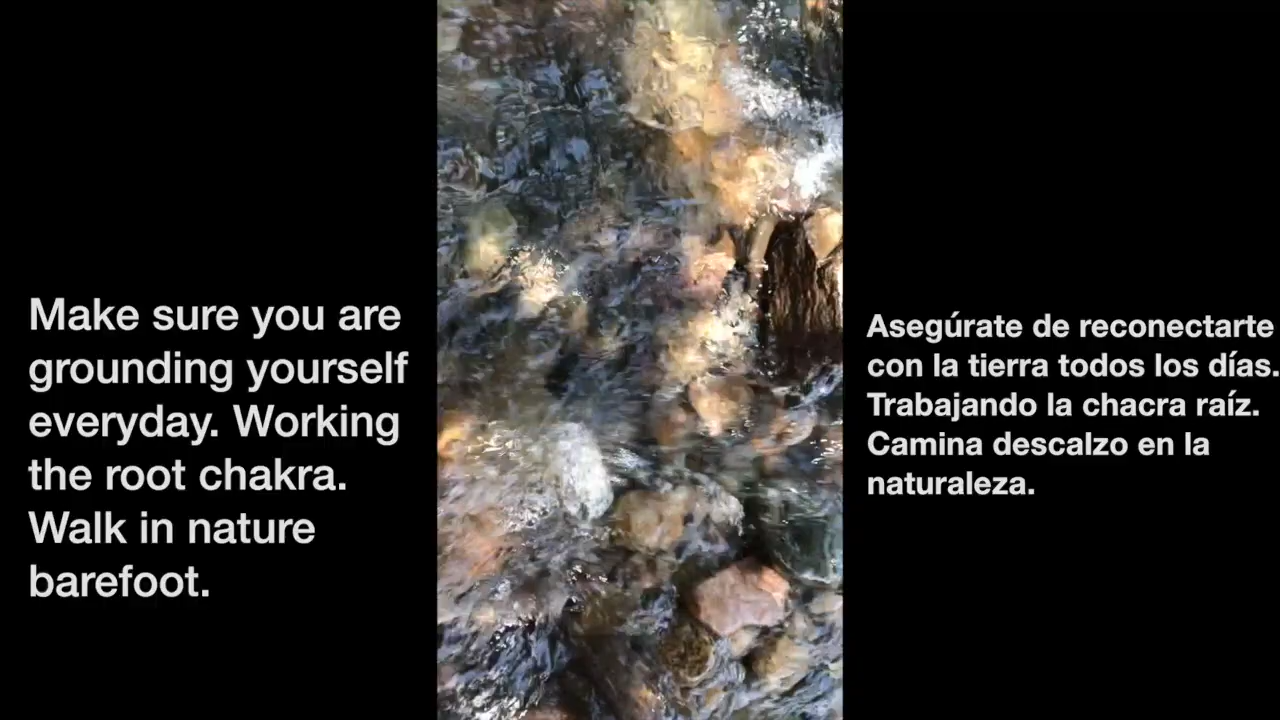 Make sure you are
grounding yourself
everyday. Working
the root chakra.
Walk in nature
barefoot.
Asegúrate de reconectarte
con la tierra todos los días.
Trabajando la chacra raíz.
Camina descalzo en la
naturaleza.